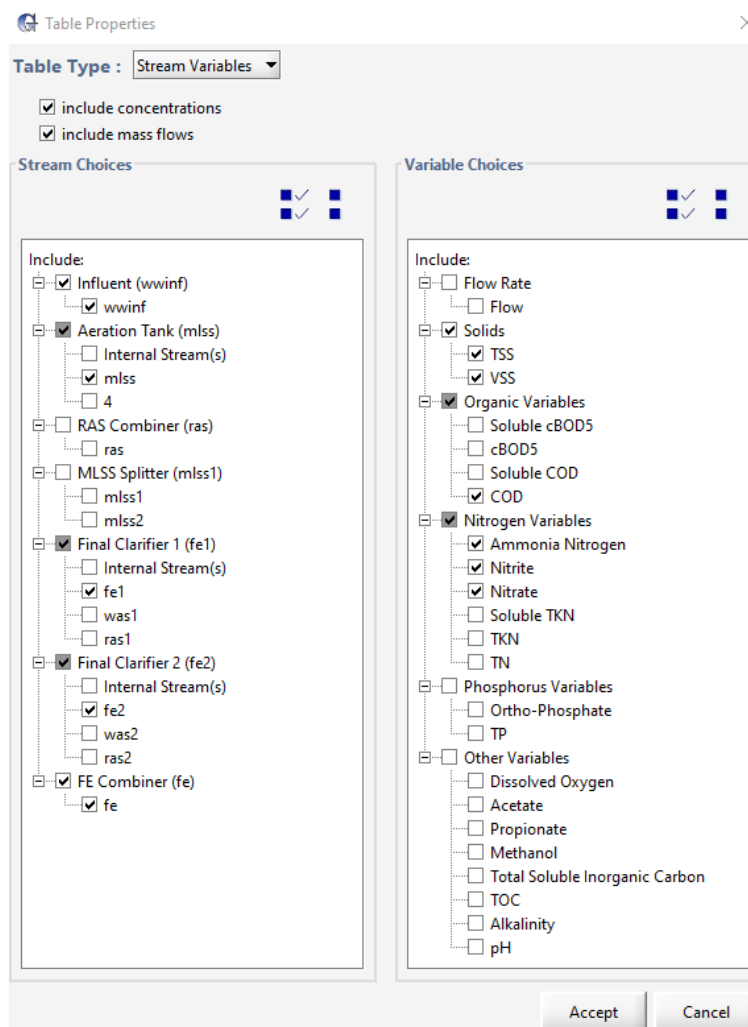 Table Properties
Table Type : Stream Variables
include concentrations
include mass flows
Stream Choices
Include:
Influent (wwinf)
wwinf
Aeration Tank (mlss)
Internal Stream(s)
mlss
4
RAS Combiner (ras)
ras
MLSS Splitter (mlss1)
mlss1
mlss2
Final Clarifier 1 (fe1)
Internal Stream(s)
fe1
was1
ras1
Final Clarifier 2 (fe2)
Internal Stream(s)
fe2
was2
ras2
FE Combiner (fe)
fe
Variable Choices
Include:
Flow Rate
Flow
Solids
TSS
VSS
Organic Variables
Soluble cBOD5
cBOD5
Soluble COD
COD
Nitrogen Variables
Ammonia Nitrogen
Nitrite
Nitrate
Soluble TKN
TKN
TN
Phosphorus Variables
Ortho-Phosphate
TP
Other Variables
Dissolved Oxygen
Acetate
Propionate
Methanol
Total Soluble Inorganic Carbon
TOC
Alkalinity
pH
Accept
Cancel